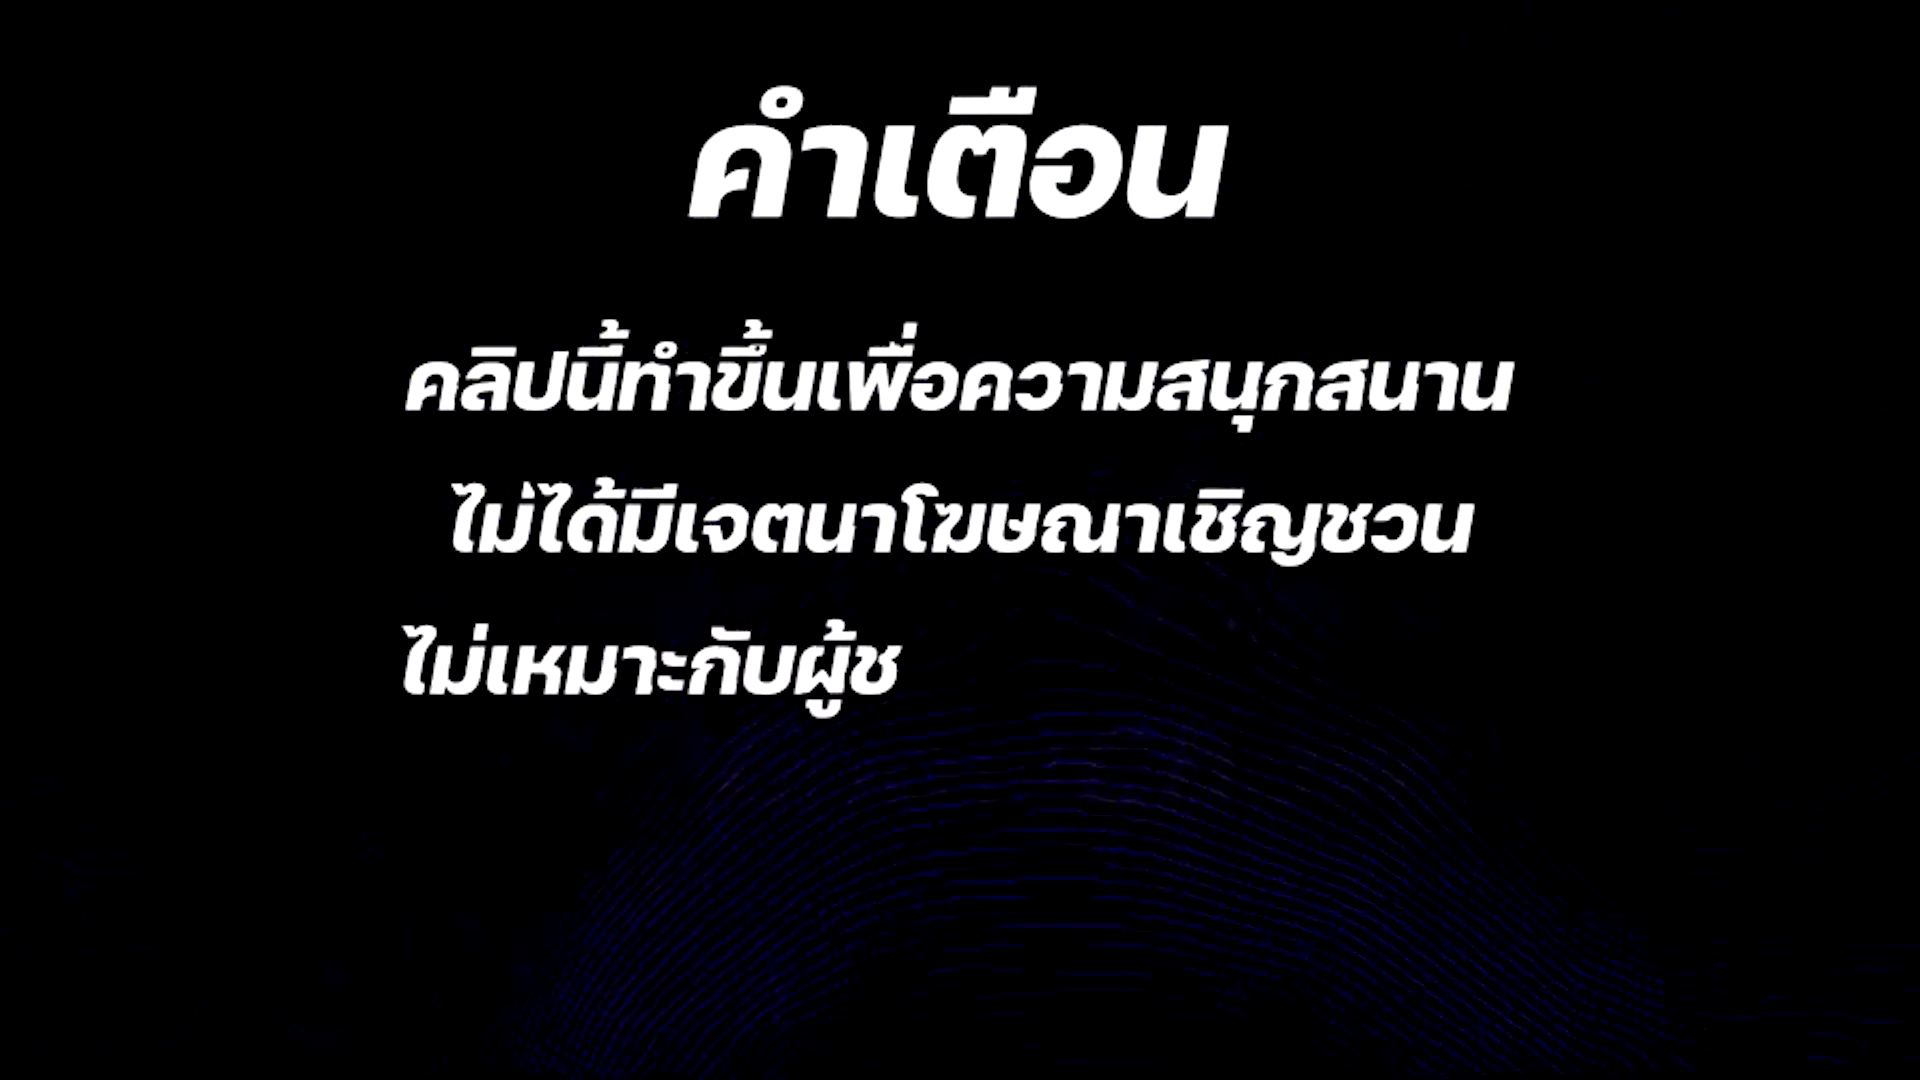 คำเตือน
คลิปนี้ทำขึ้นเพื่อความสนุกสนาน
ไม่ได้มีเจตนาโฆษณาเชิญชวน
ไม่เหมาะกับผู้ช